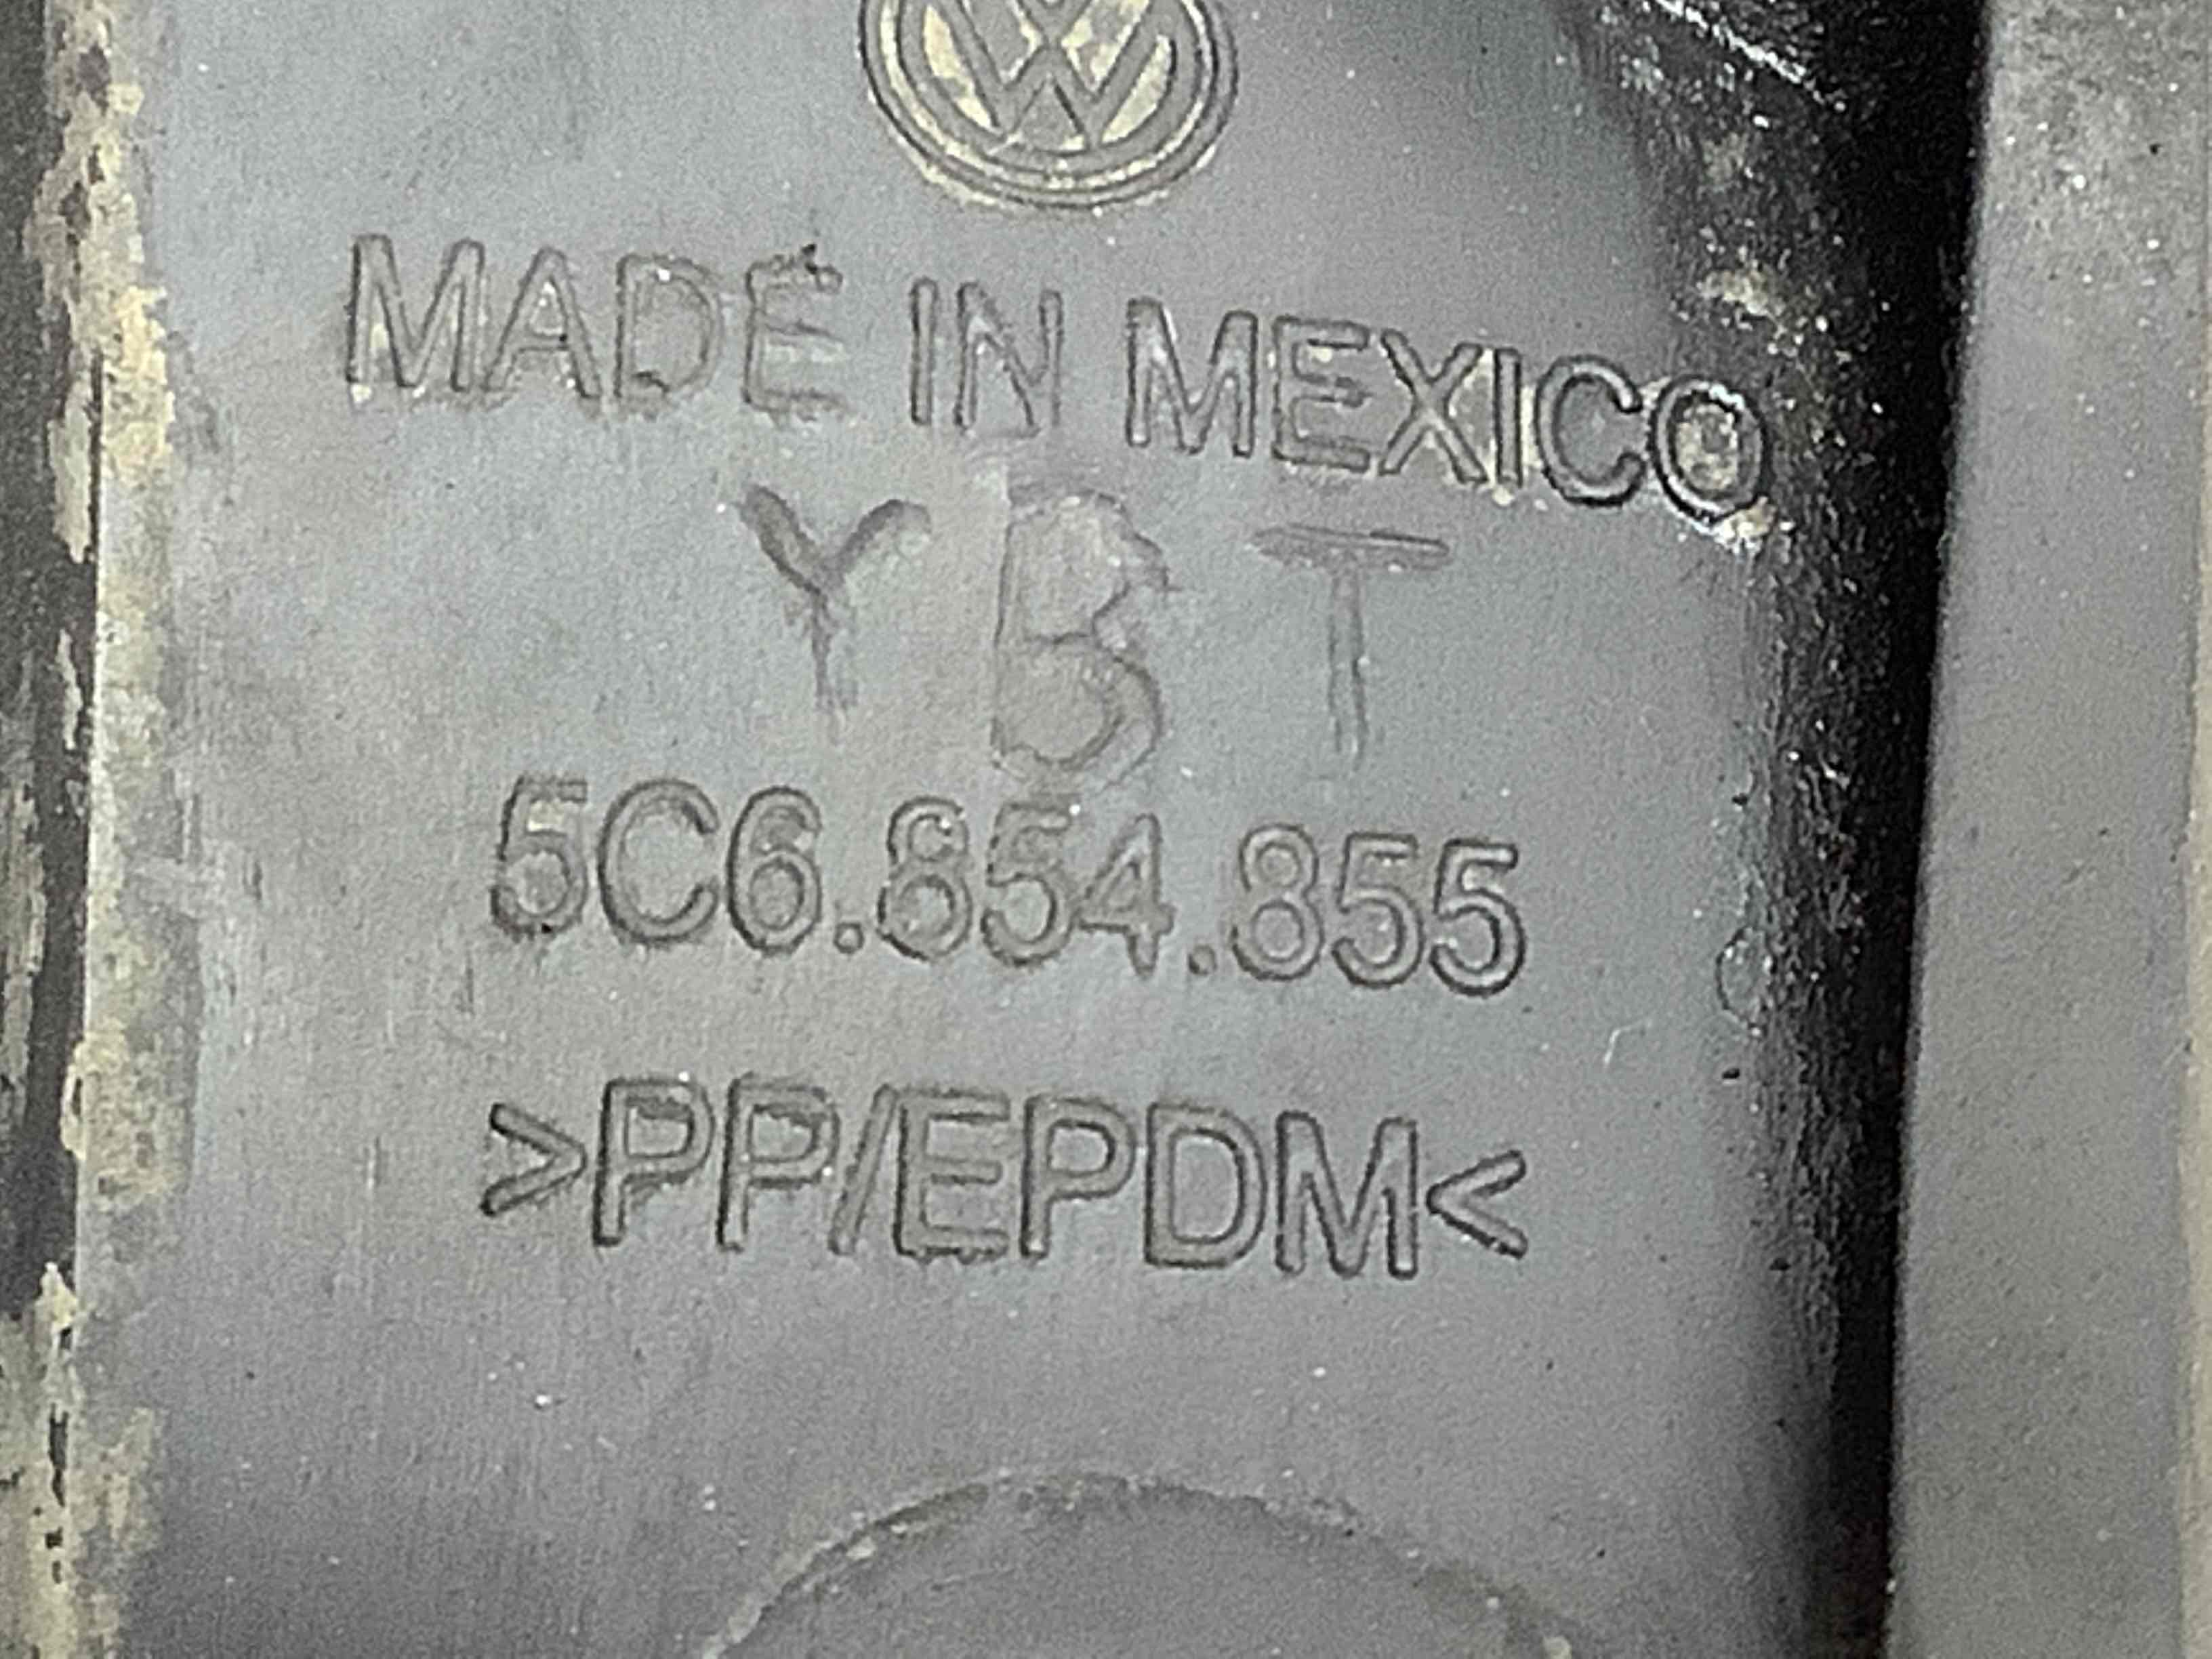 MADE IN MEXICO
YBT
5C6.854.855
>PP/EPDM<